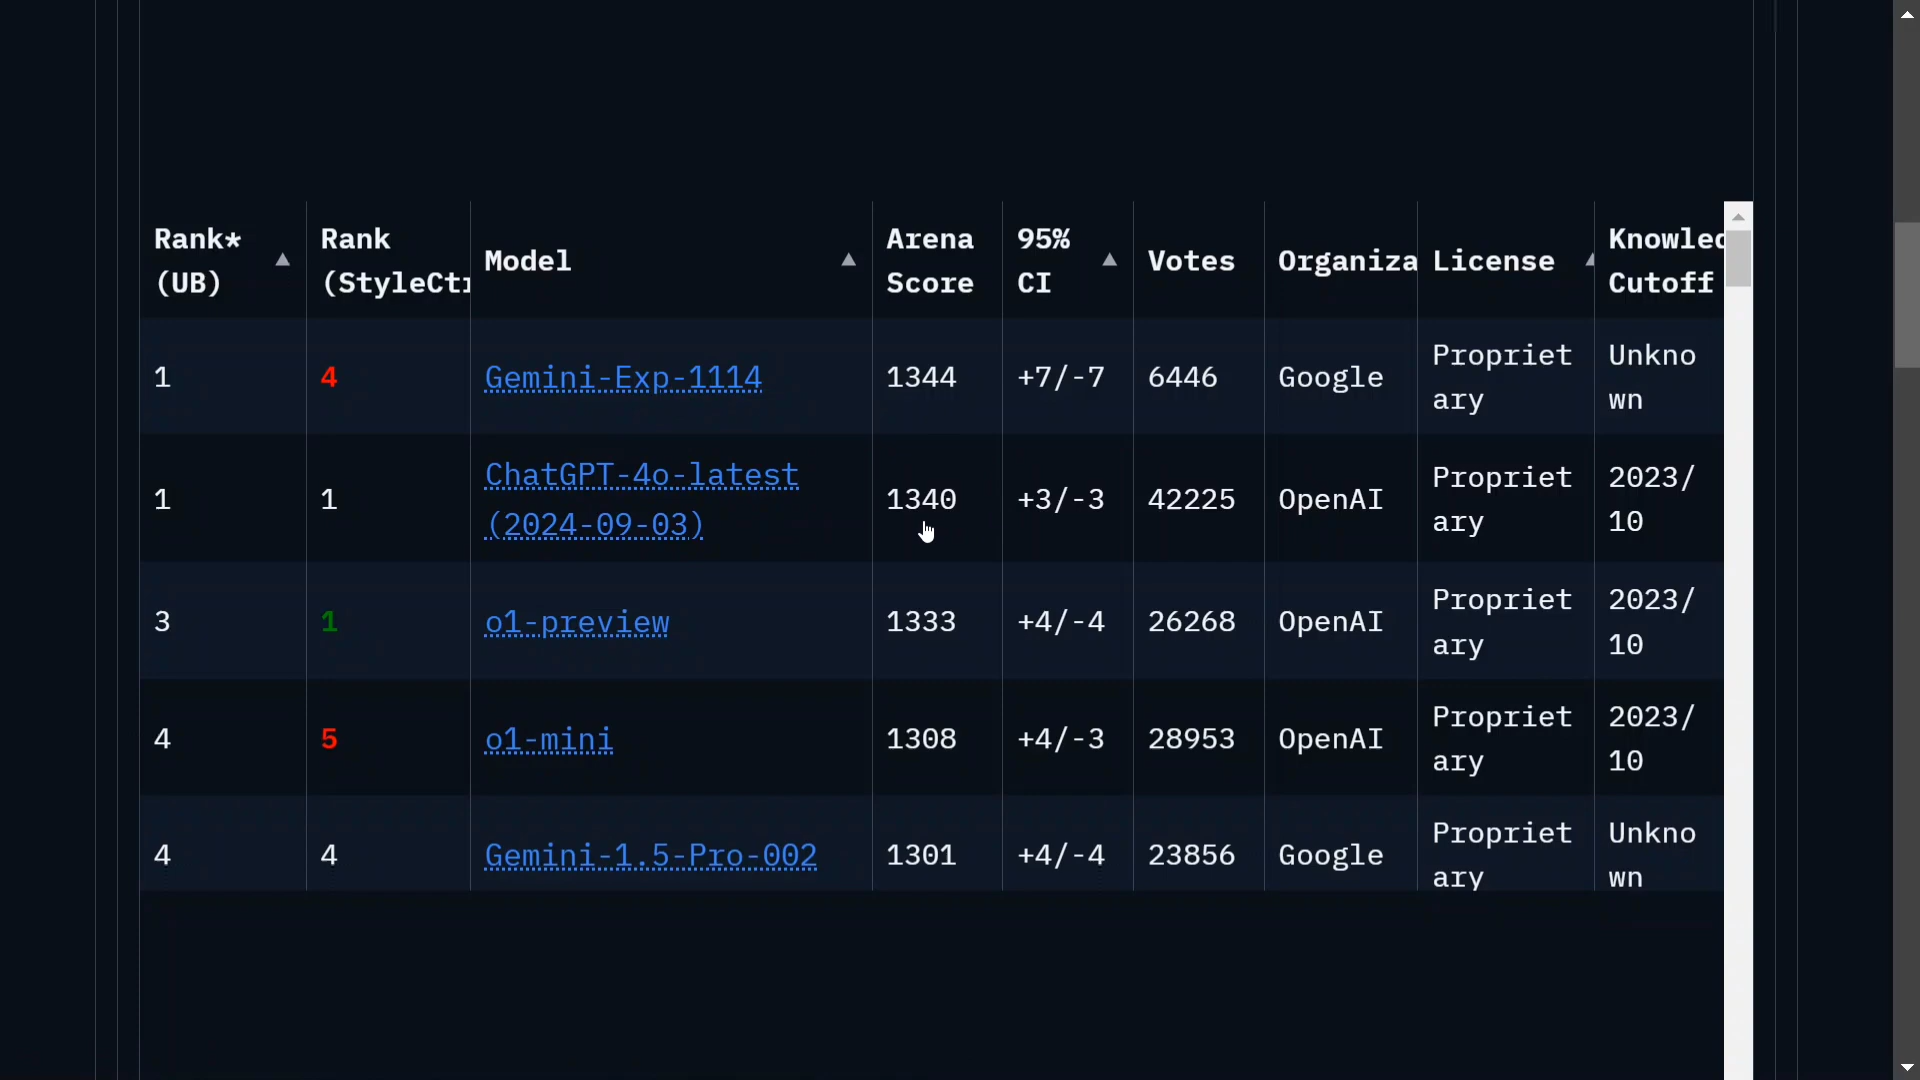 Rank* (UB) Rank (StyleCt Model Arena Score 95% CI Votes Organiza License Knowle Cutoff
1 4 Gemini-Exp-1114 1344 +7/-7 6446 Google Propriet ary Unkno wn
1 1 ChatGPT-4o-latest (2024-09-03) 1340 +3/-3 42225 OpenAI Propriet ary 2023/ 10
3 1 o1-preview 1333 +4/-4 26268 OpenAI Propriet ary 2023/ 10
4 5 o1-mini 1308 +4/-3 28953 OpenAI Propriet ary 2023/ 10
4 4 Gemini-1.5-Pro-002 1301 +4/-4 23856 Google Propriet ary Unkno wn